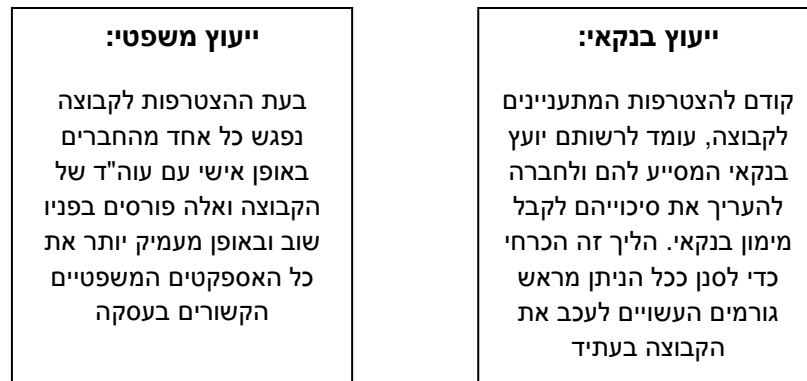 ייעוץ בנקאי:
קודם להצטרפות המתעניינים
לקבוצה, עומד לרשותם יועץ
בנקאי המסייע להם ולחברה
להעריך את סיכוייהם לקבל
מימון בנקאי. הליך זה הכרחי
כדי לסנן ככל הניתן מראש
גורמים העשויים לעכב את
הקבוצה בעתיד
ייעוץ משפטי:
בעת ההצטרפות לקבוצה
נפגש כל אחד מהחברים
באופן אישי עם עוה"ד של
הקבוצה ואלה פורסים בפניו
שוב ובאופן מעמיק יותר את
כל האספקטים המשפטיים
הקשורים בעסקה